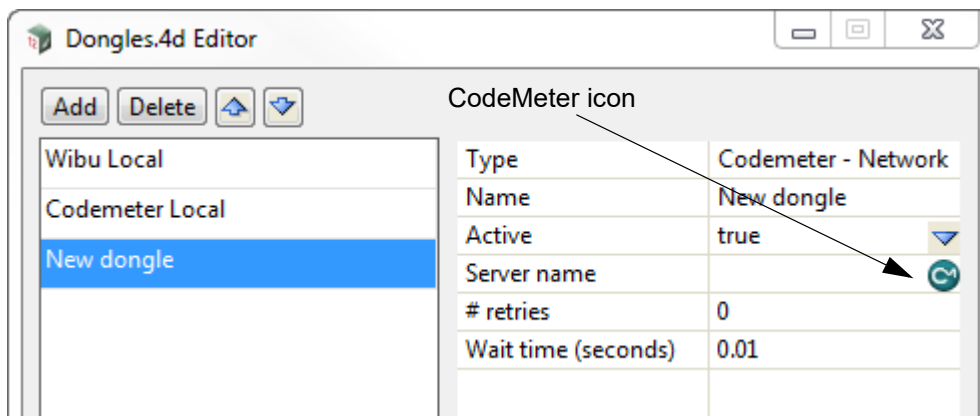 Dongles.4d Editor
Add Delete
CodeMeter icon
Wibu Local
Codemeter Local
New dongle
Type Codemeter - Network
Name New dongle
Active true
Server name
# retries 0
Wait time (seconds) 0.01